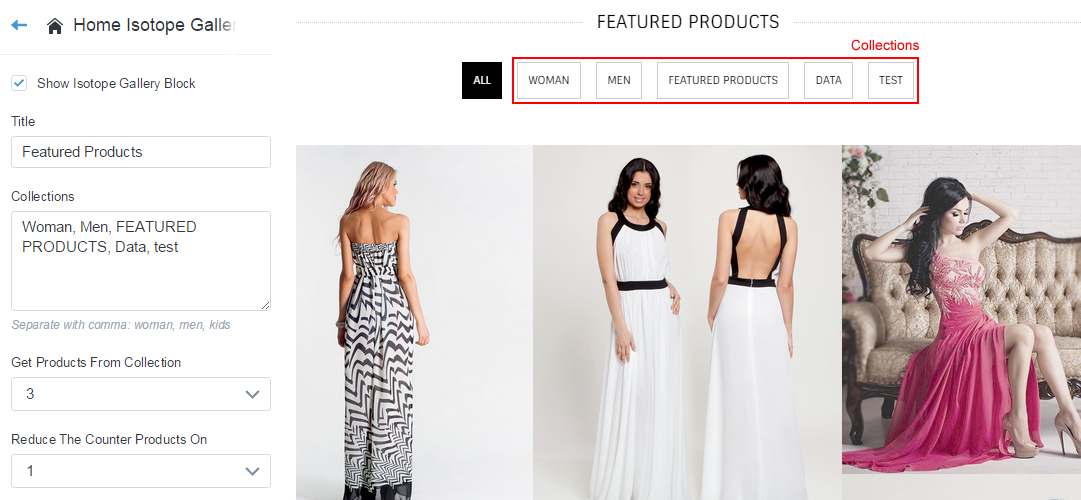 Home Isotope Galler
Show Isotope Gallery Block
Title
Featured Products
Collections
Woman, Men, FEATURED
PRODUCTS, Data, test
Separate with comma: woman, men, kids
Get Products From Collection
3
Reduce The Counter Products On
1
FEATURED PRODUCTS
Collections
ALL
WOMAN
MEN
FEATURED PRODUCTS
DATA
TEST